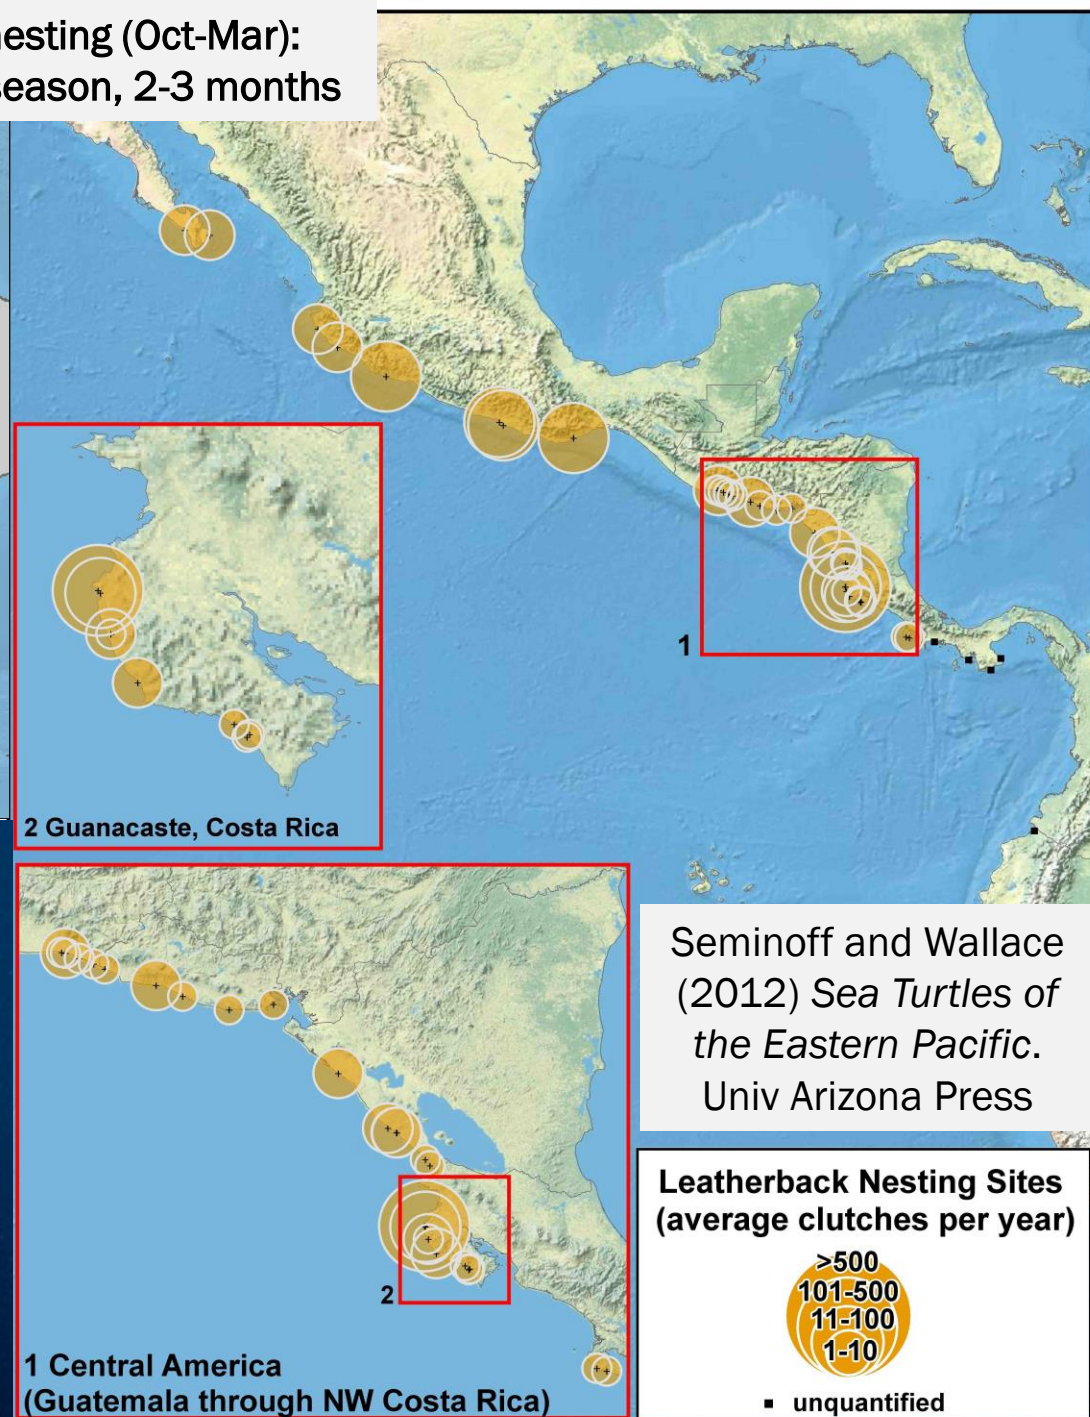 nesting (Oct-Mar):
season, 2-3 months
1
2 Guanacaste, Costa Rica
Seminoff and Wallace
(2012) Sea Turtles of
the Eastern Pacific.
Univ Arizona Press
2
1 Central America
(Guatemala through NW Costa Rica)
Leatherback Nesting Sites
(average clutches per year)
>500
101-500
11-100
1-10
unquantified